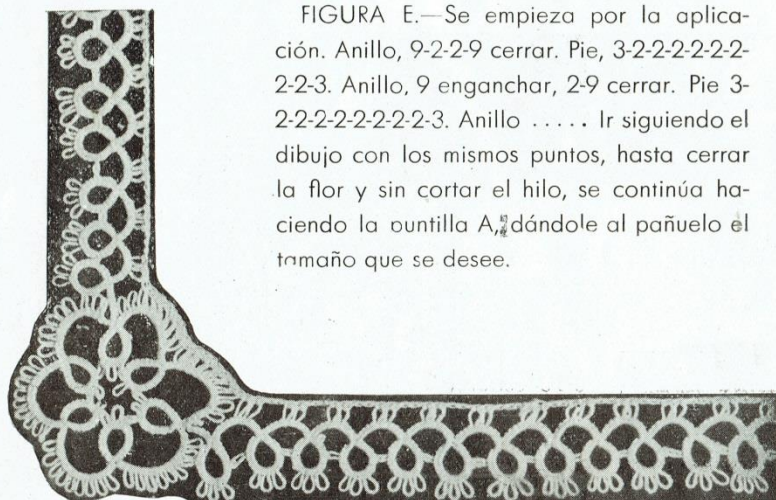 FIGURA E.—Se empieza por la aplica-
ción. Anillo, 9-2-2-9 cerrar. Pie, 3-2-2-2-2-2-2-
2-2-3. Anillo, 9 enganchar, 2-9 cerrar. Pie 3-
2-2-2-2-2-2-2-2-3. Anillo ..... Ir siguiendo el
dibujo con los mismos puntos, hasta cerrar
la flor y sin cortar el hilo, se continúa ha-
ciendo la puntilla A, dándole al pañuelo el
tamaño que se desee.